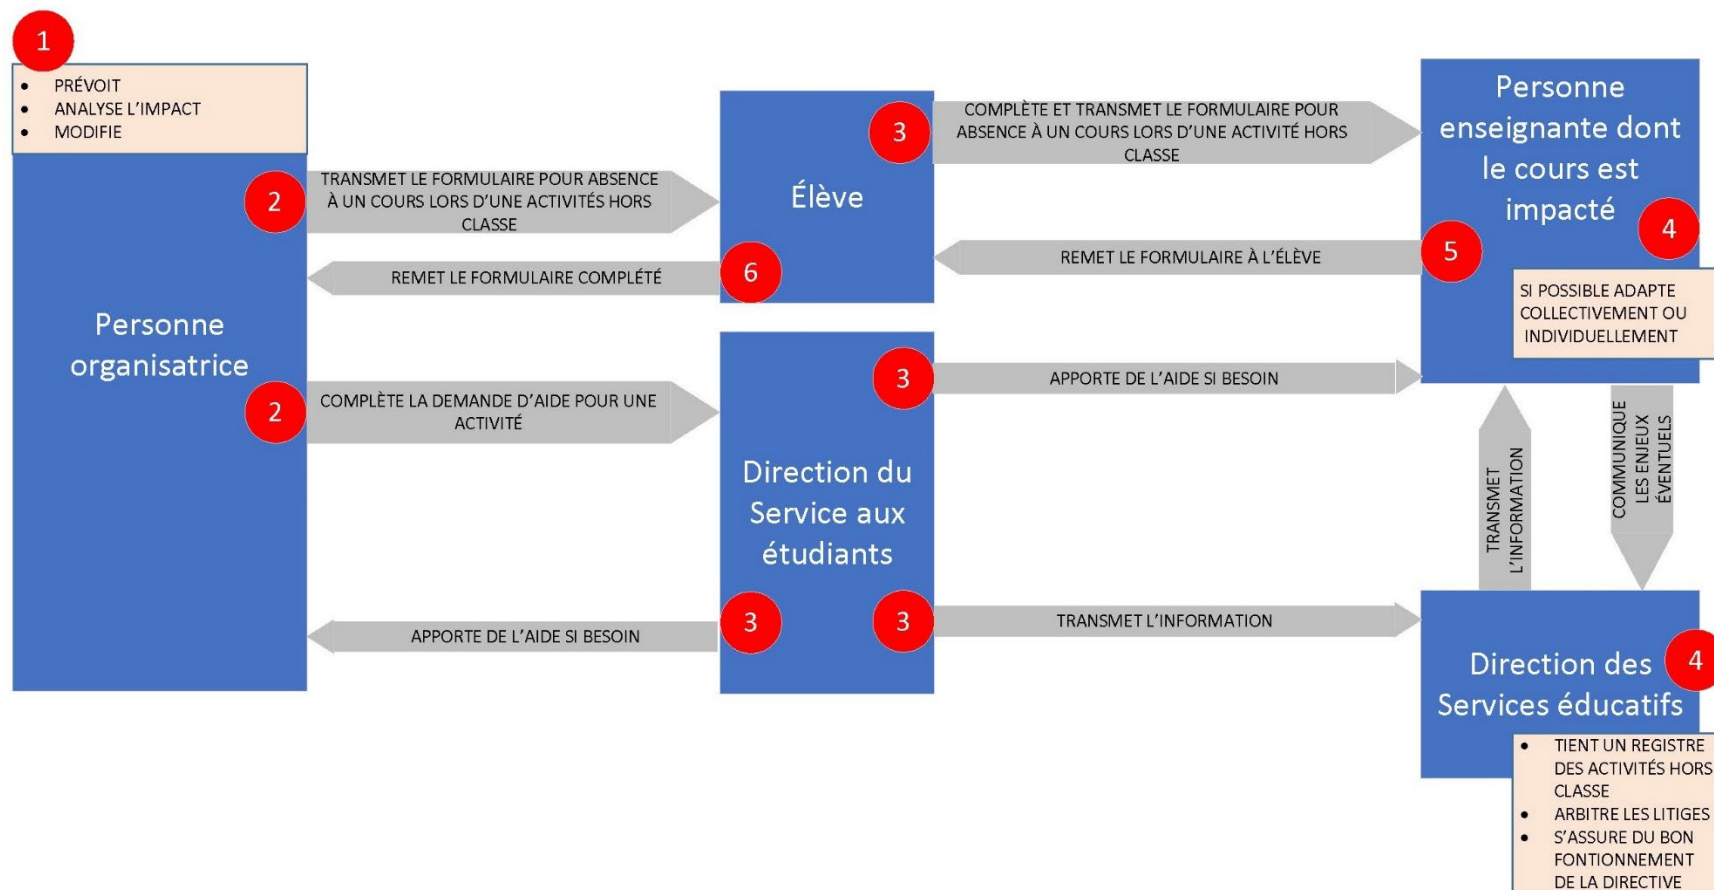 1
• PRÉVOIT
• ANALYSE L'IMPACT
• MODIFIE
Personne
organisatrice
2
TRANSMET LE FORMULAIRE POUR ABSENCE
À UN COURS LORS D'UNE ACTIVITÉS HORS
CLASSE
6
REMET LE FORMULAIRE COMPLÉTÉ
2
COMPLÈTE LA DEMANDE D'AIDE POUR UNE
ACTIVITÉ
3
APPORTE DE L'AIDE SI BESOIN
Élève
3
COMPLÈTE ET TRANSMET LE FORMULAIRE POUR
ABSENCE À UN COURS LORS D'UNE ACTIVITÉ HORS
CLASSE
5
REMET LE FORMULAIRE À L'ÉLÈVE
Direction du
Service aux
étudiants
3
APPORTE DE L'AIDE SI BESOIN
3
TRANSMET L'INFORMATION
Personne
enseignante dont
le cours est
impacté
4
SI POSSIBLE ADAPTE
COLLECTIVEMENT OU
INDIVIDUELLEMENT
TRANSMET
L'INFORMATION
COMMUNIQUE
LES ENJEUX
ÉVENTUELS
Direction des
Services éducatifs
4
• TIENT UN REGISTRE
DES ACTIVITÉS HORS
CLASSE
• ARBITRE LES LITIGES
• S'ASSURE DU BON
FONTIONNEMENT
DE LA DIRECTIVE